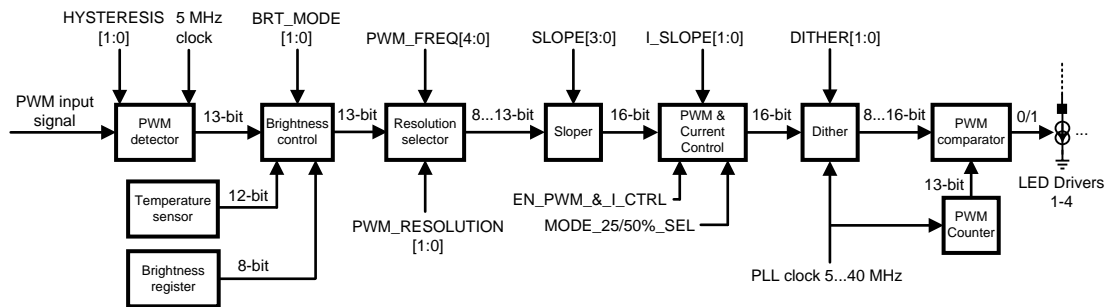 HYSTERESIS
[1:0]
5 MHz
clock
BRT_MODE
[1:0]
PWM_FREQ[4:0]
SLOPE[3:0]
I_SLOPE[1:0]
DITHER[1:0]
PWM input
signal
PWM
detector
13-bit
Brightness
control
13-bit
Resolution
selector
8...13-bit
Sloper
16-bit
PWM &
Current
Control
16-bit
Dither
8...16-bit
PWM
comparator
0/1
...
LED Drivers
1-4
Temperature
sensor
12-bit
Brightness
register
8-bit
PWM_RESOLUTION
[1:0]
EN_PWM_&_I_CTRL
MODE_25/50%_SEL
13-bit
PWM
Counter
PLL clock 5...40 MHz